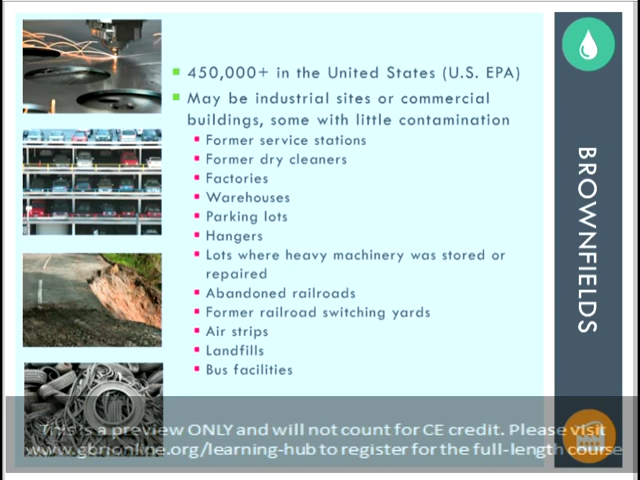 450,000+ in the United States (U.S. EPA)
May be industrial sites or commercial
buildings, some with little contamination
Former service stations
Former dry cleaners
Factories
Warehouses
Parking lots
Hangers
Lots where heavy machinery was stored or
repaired
Abandoned railroads
Former railroad switching yards
Air strips
Landfills
Bus facilities
BROWNFIELDS
This is a preview ONLY and will not count for CE credit. Please visit
www.gbrionline.org/learning-hub to register for the full-length course